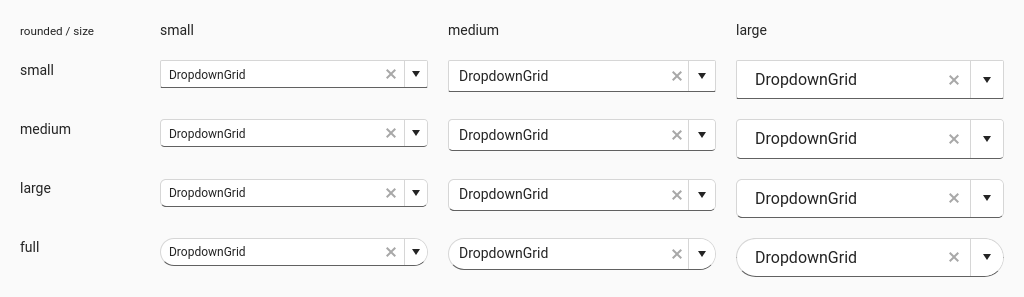 rounded / size small medium large
small DropdownGrid DropdownGrid DropdownGrid
medium DropdownGrid DropdownGrid DropdownGrid
large DropdownGrid DropdownGrid DropdownGrid
full DropdownGrid DropdownGrid DropdownGrid